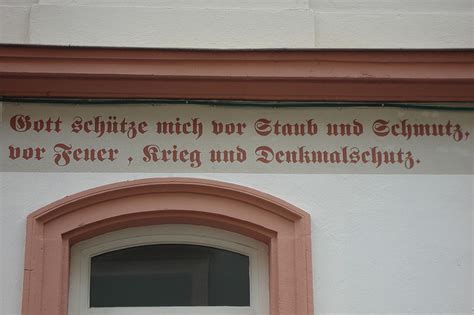 Gott schütze mich vor Staub und Schmutz,
vor Feuer , Krieg und Denkmalschutz.